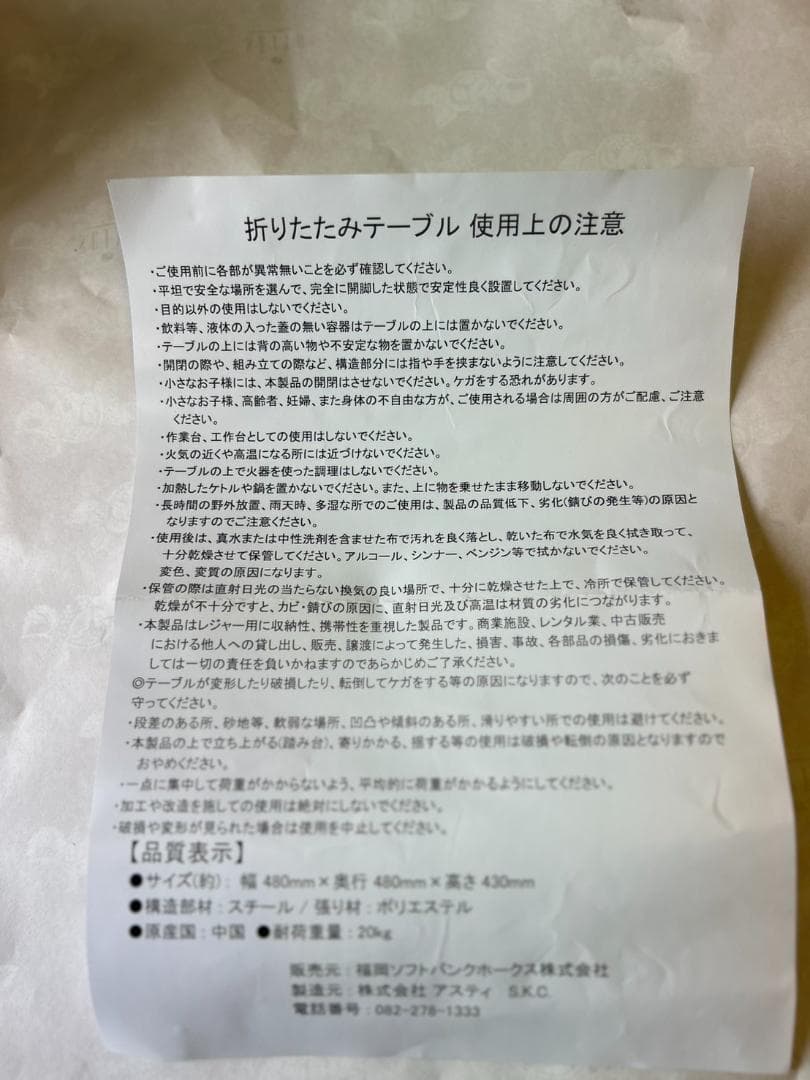 折りたたみテーブル 使用上の注意
・ご使用前に各部が異常無いことを必ず確認してください。
・平坦で安全な場所を選んで、完全に開脚した状態で安定性良く設置してください。
・目的以外の使用はしないでください。
・飲料等、液体の入った蓋の無い容器はテーブルの上には置かないでください。
・テーブルの上には背の高い物や不安定な物を置かないでください。
・開閉の際や、組み立ての際など、構造部分には指や手を挟まないように注意してください。
・小さなお子様には、本製品の開閉はさせないでください。ケガをする恐れがあります。
・小さなお子様、高齢者、妊婦、また身体の不自由な方が、ご使用される場合は周囲の方がご配慮、ご注意
ください。
・作業台、工作台としての使用はしないでください。
・火気の近くや高温になる所には近づけないでください。
・テーブルの上で火器を使った調理はしないでください。
・加熱したケトルや鍋を置かないでください。また、上に物を乗せたまま移動しないでください。
・長時間の野外放置、雨天時、多湿な所でのご使用は、製品の品質低下、劣化(錆びの発生等)の原因と
なりますのでご注意ください。
・使用後は、真水または中性洗剤を含ませた布で汚れを良く落とし、乾いた布で水気を良く拭き取って、
十分乾燥させて保管してください。アルコール、シンナー、ベンジン等で拭かないでください。
変色、変質の原因になります。
・保管の際は直射日光の当たらない換気の良い場所で、十分に乾燥させた上で、冷所で保管してください。
乾燥が不十分ですと、カビ・錆びの原因に、直射日光及び高温は材質の劣化につながります。
・本製品はレジャー用に収納性、携帯性を重視した製品です。商業施設、レンタル業、中古販売
における他人への貸し出し、販売、譲渡によって発生した、損害、事故、各部品の損傷、劣化におきま
しては一切の責任を負いかねますのであらかじめご了承ください。
◎テーブルが変形したり破損したり、転倒してケガをする等の原因になりますので、次のことを必ず
守ってください。
・段差のある所、砂地等、軟弱な場所、凹凸や傾斜のある所、滑りやすい所での使用は避けてください。
・本製品の上で立ち上がる(踏み台)、寄りかかる、揺する等の使用は破損や転倒の原因となりますので
おやめください。
・一点に集中して荷重がかからないよう、平均的に荷重がかかるようにしてください。
・加工や改造を施しての使用は絶対にしないでください。
・破損や変形が見られた場合は使用を中止してください。
【品質表示】
●サイズ(約)：幅 480mm×奥行 480mm×高さ 430mm
●構造部材：スチール / 張り材：ポリエステル
●原産国：中国 ●耐荷重量：20kg
販売元：福岡ソフトバンクホークス株式会社
製造元：株式会社 アスティ S.K.C.
電話番号：082-278-1333